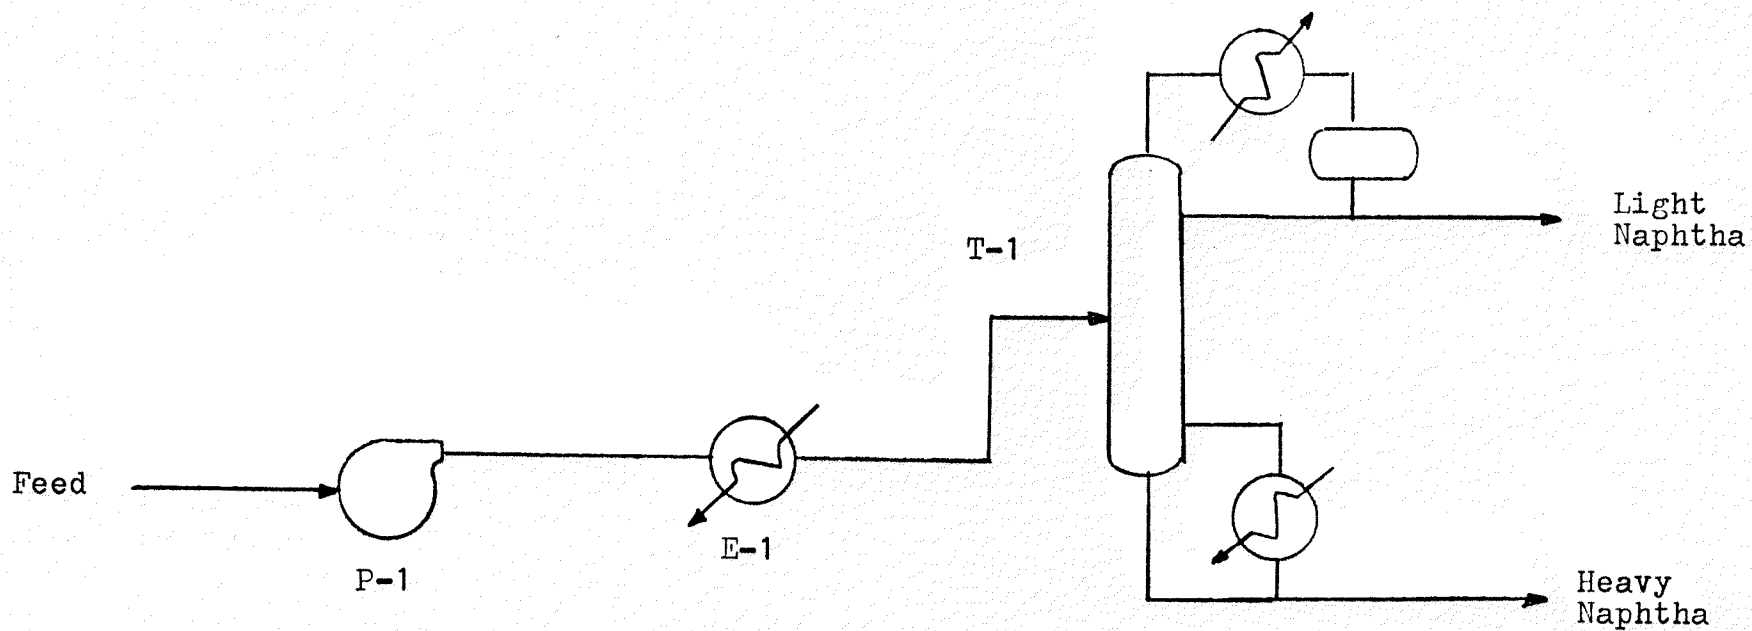 Light
Naphtha
T-1
Feed
E-1
P-1
Heavy
Naphtha